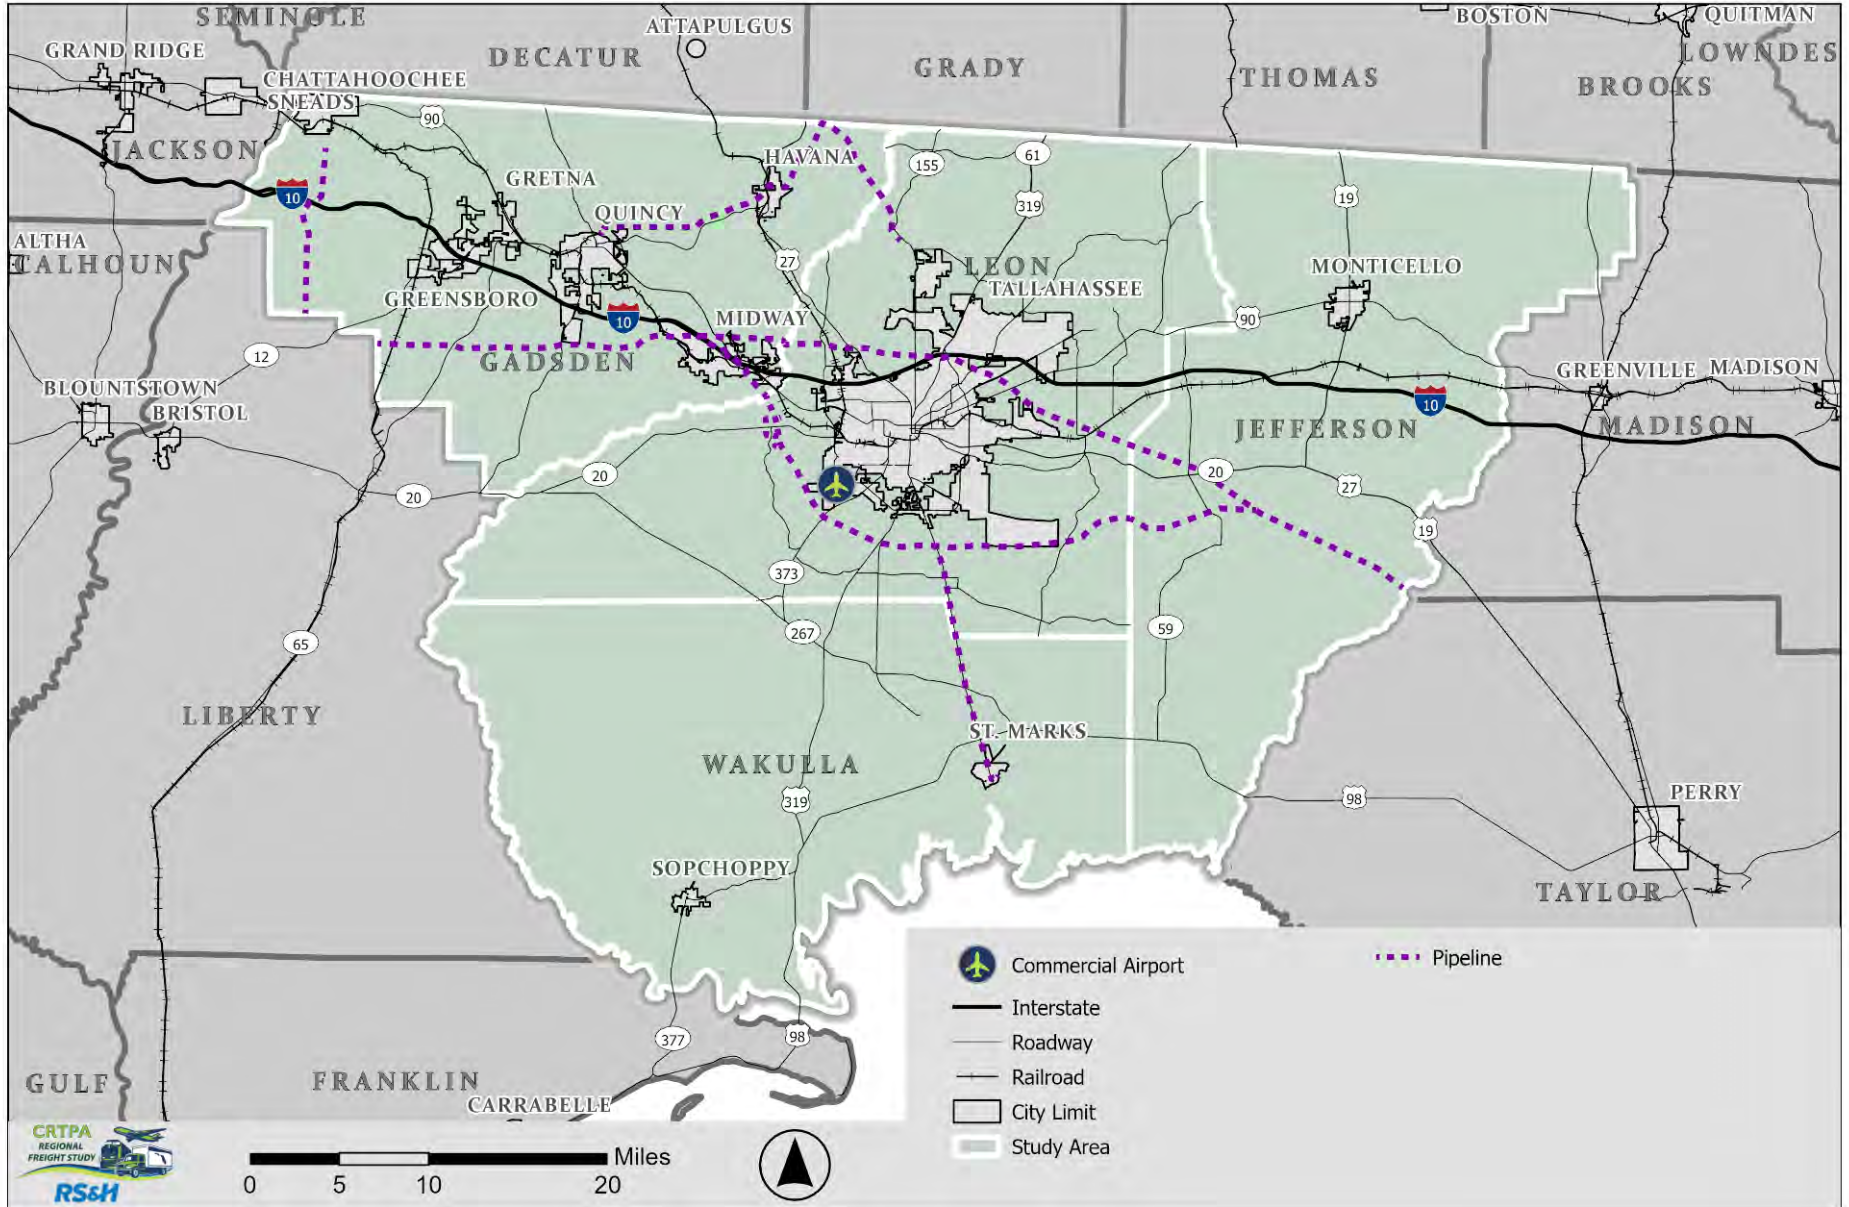 SEMINOLE
ATTAPULGUS
BOSTON
QUITMAN
GRAND RIDGE
DECATUR
GRADY
THOMAS
LOWNDES
BROOKS
CHATTAHOOCHEE
SNEADS
90
JACKSON
HAVANA
155
61
10
GRETNA
319
19
QUINCY
ALTHA
CALHOUN
27
LEON
MONTICELLO
TALLAHASSEE
GREENSBORO
10
MIDWAY
90
12
GADSDEN
GREENVILLE
MADISON
BLOUNTSTOWN
BRISTOL
10
JEFFERSON
MADISON
20
20
20
27
19
373
267
59
65
LIBERTY
ST. MARKS
WAKULLA
319
98
PERRY
SOPCHOPPY
TAYLOR
377
98
GULF
FRANKLIN
CARRABELLE
Commercial Airport
Pipeline
Interstate
Roadway
Railroad
City Limit
Study Area
CRTPA
REGIONAL
FREIGHT STUDY
RS&H
Miles
0 5 10 20